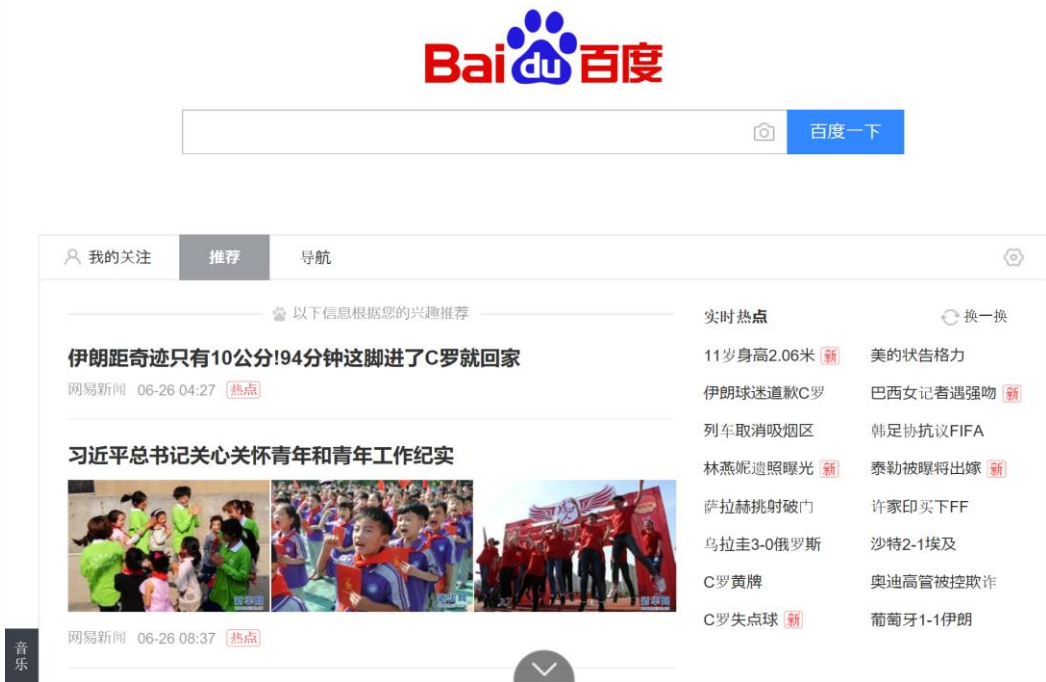 Bai du 百度
百度一下
我的关注 推荐 导航
以下信息根据您的兴趣推荐
伊朗距奇迹只有10公分!94分钟这脚进了C罗就回家
网易新闻 06-26 04:27 热点
习近平总书记关心关怀青年和青年工作纪实
新华网
新华网
新华网
网易新闻 06-26 08:37 热点
实时热点 换一换
11岁身高2.06米 新 美的状告格力
伊朗球迷道歉C罗 巴西女记者遇强吻 新
列车取消吸烟区 韩足协抗议FIFA
林燕妮遗照曝光 新 泰勒被曝将出嫁 新
萨拉赫挑射破门 许家印买下FF
乌拉圭3-0俄罗斯 沙特2-1埃及
C罗黄牌 奥迪高管被控欺诈
C罗失点球 新 葡萄牙1-1伊朗
音乐